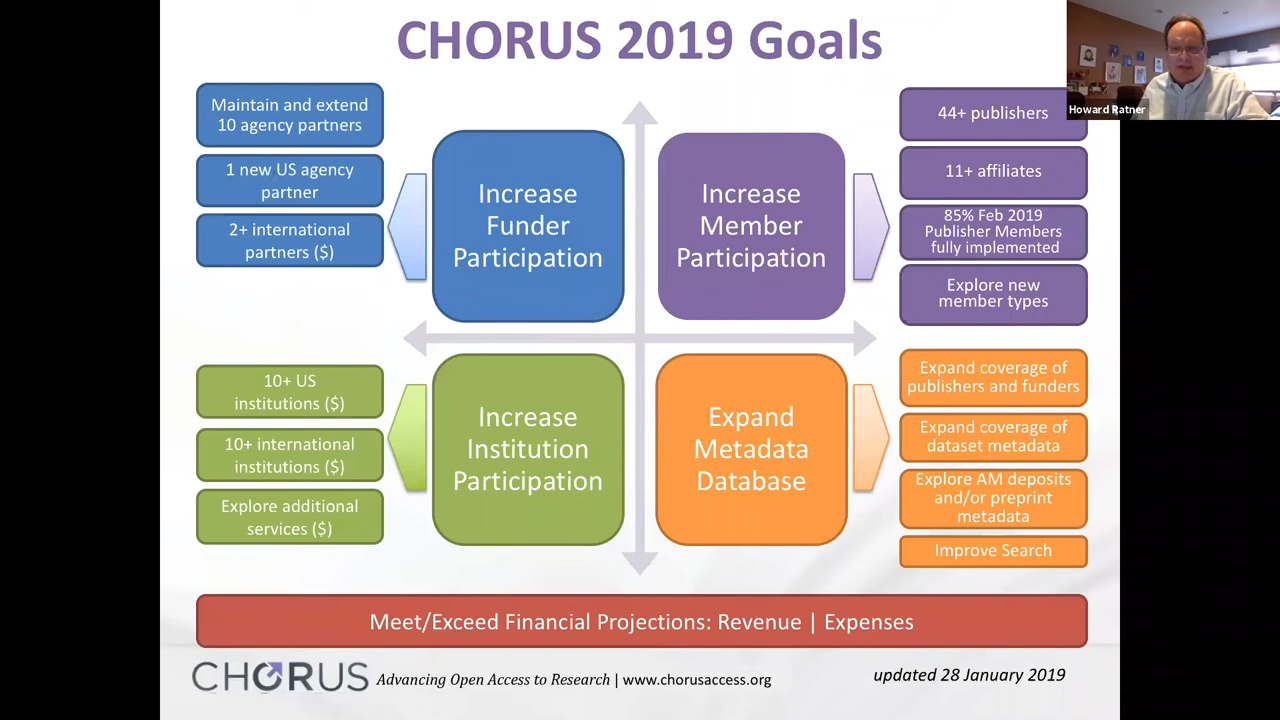 CHORUS 2019 Goals
Howard Ratner
Maintain and extend
10 agency partners
1 new US agency
partner
2+ international
partners ($)
Increase
Funder
Participation
Increase
Member
Participation
44+ publishers
11+ affiliates
85% Feb 2019
Publisher Members
fully implemented
Explore new
member types
10+ US
institutions ($)
10+ international
institutions ($)
Explore additional
services ($)
Increase
Institution
Participation
Expand
Metadata
Database
Expand coverage of
publishers and funders
Expand coverage of
dataset metadata
Explore AM deposits
and/or preprint
metadata
Improve Search
Meet/Exceed Financial Projections: Revenue | Expenses
CHORUS Advancing Open Access to Research | www.chorusaccess.org
updated 28 January 2019